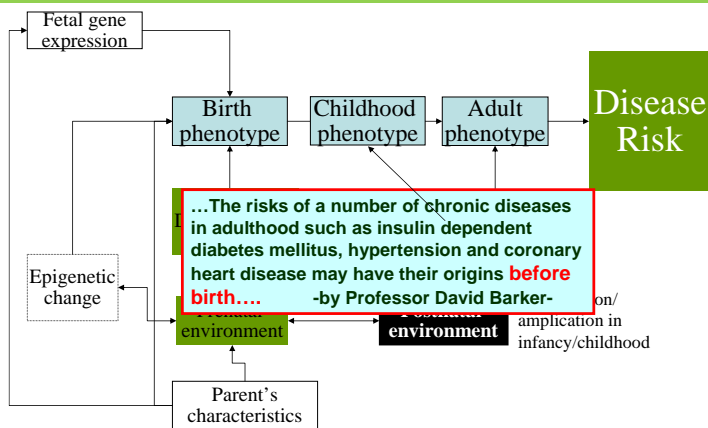 Fetal gene
expression
Birth
phenotype
Childhood
phenotype
Adult
phenotype
Disease
Risk
…The risks of a number of chronic diseases
in adulthood such as insulin dependent
diabetes mellitus, hypertension and coronary
heart disease may have their origins before
birth…. -by Professor David Barker-
Epigenetic
change
Prenatal
environment
Postnatal
environment
amplication in
infancy/childhood
Parent's
characteristics